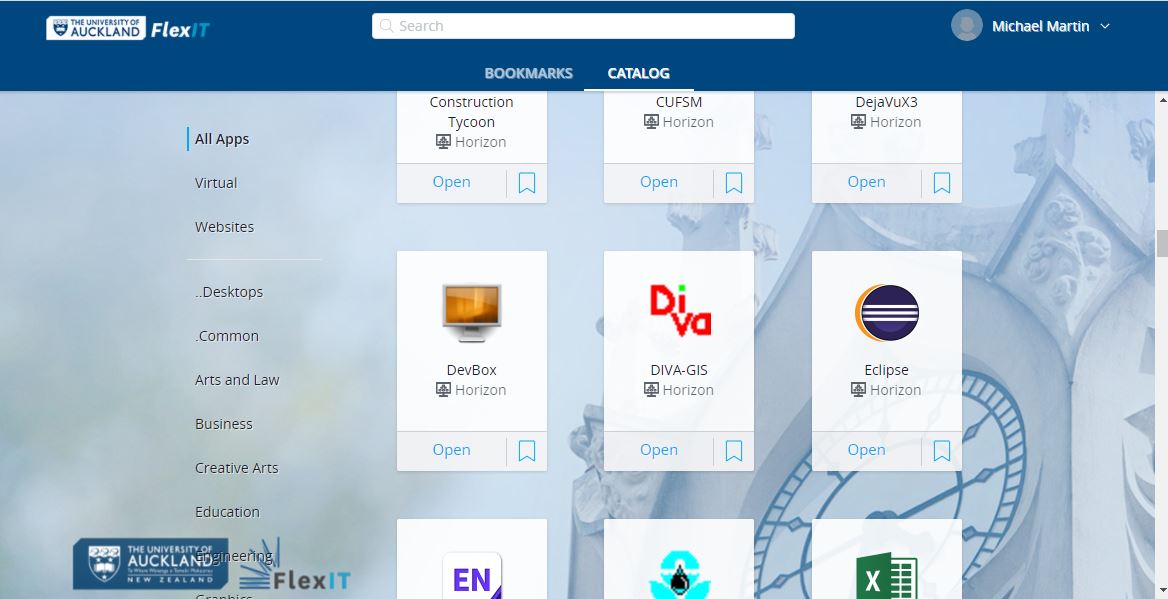 THE UNIVERSITY OF
AUCKLAND
FlexIT
Search
Michael Martin
BOOKMARKS
CATALOG
All Apps
Virtual
Websites
..Desktops
.Common
Arts and Law
Business
Creative Arts
Education
Engineering
Graphics
Construction
Tycoon
Horizon
Open
CUFSM
Horizon
Open
DejaVuX3
Horizon
Open
DevBox
Horizon
Open
Diva
DIVA-GIS
Horizon
Open
Eclipse
Horizon
Open
EN
X
THE UNIVERSITY OF
AUCKLAND
Te Whare Wānanga o Tāmaki Makaurau
NEW ZEALAND
FlexIT